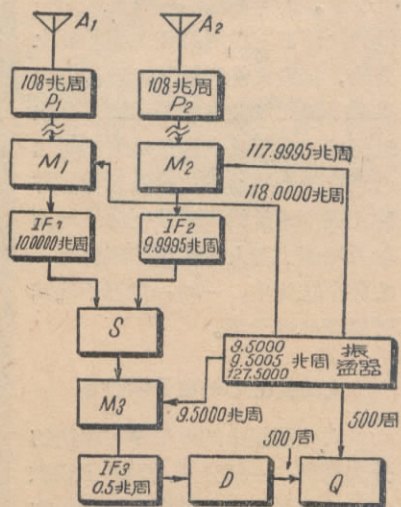 A1
A2
108兆周
P1
108兆周
P2
M1
M2
117.9995兆周
118.0000兆周
IF1
10.0000兆周
IF2
9.9995兆周
S
9.5000
9.5005
127.5000
兆周
振盪器
M3
9.5000兆周
500周
500周
IF3
0.5兆周
D
Q